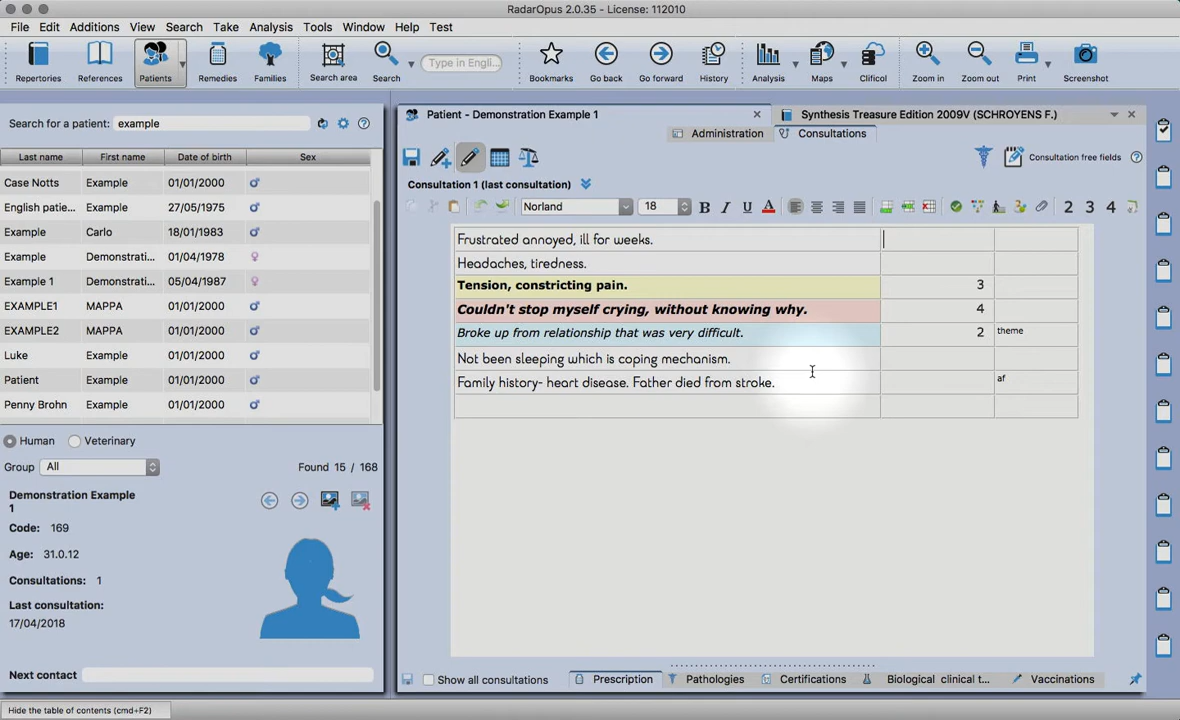 RadarOpus 2.0.35 - License: 112010
File Edit Additions View Search Take Analysis Tools Window Help Test
Repertories References Patients Remedies Families Search area Search Type in Engli... Bookmarks Go back Go forward History Analysis Maps Clificol Zoom in Zoom out Print Screenshot
Search for a patient: example
Last name First name Date of birth Sex
Case Notts Example 01/01/2000
English patie... Example 27/05/1975
Example Carlo 18/01/1983
Example Demonstrati... 01/04/1978
Example 1 Demonstrati... 05/04/1987
EXAMPLE1 MAPPA 01/01/2000
EXAMPLE2 MAPPA 01/01/2000
Luke Example 01/01/2000
Patient Example 01/01/2000
Penny Brohn Example 01/01/2000
Human Veterinary
Group All Found 15 / 168
Demonstration Example
1
Code: 169
Age: 31.0.12
Consultations: 1
Last consultation:
17/04/2018
Next contact
Hide the table of contents (cmd+F2)
Patient - Demonstration Example 1 Synthesis Treasure Edition 2009V (SCHROYENS F.)
Administration Consultations
Consultation free fields
Consultation 1 (last consultation)
Norland 18 B I U A 2 3 4
Frustrated annoyed, ill for weeks.
Headaches, tiredness.
Tension, constricting pain. 3
Couldn't stop myself crying, without knowing why. 4
Broke up from relationship that was very difficult. 2 theme
Not been sleeping which is coping mechanism.
Family history- heart disease. Father died from stroke. af
Show all consultations Prescription Pathologies Certifications Biological clinical t... Vaccinations